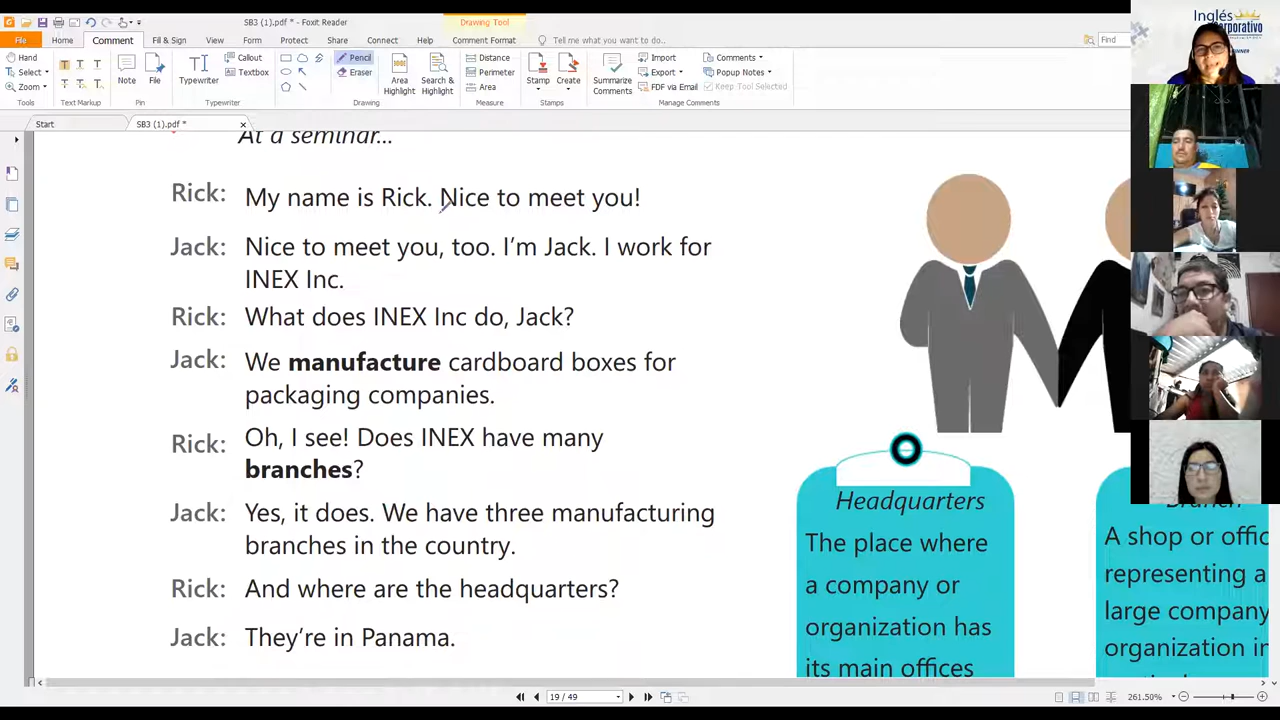 SB3 (1).pdf * - Foxit Reader
Drawing Tool
File Home Comment Fill & Sign View Form Protect Share Connect Help Comment Format Tell me what you want to do... Find
Hand
Select
Zoom
Tools
Text Markup
Note
File
Pin
Typewriter
Callout
Textbox
Typewriter
Pencil
Eraser
Drawing
Area
Highlight
Search &
Highlight
Distance
Perimeter
Area
Measure
Stamp
Create
Stamps
Summarize
Comments
Import
Export
FDF via Email
Comments
Popup Notes
Keep Tool Selected
Manage Comments
Start SB3 (1).pdf *
At a seminar...
Rick: My name is Rick. Nice to meet you!
Jack: Nice to meet you, too. I'm Jack. I work for
INEX Inc.
Rick: What does INEX Inc do, Jack?
Jack: We manufacture cardboard boxes for
packaging companies.
Rick: Oh, I see! Does INEX have many
branches?
Jack: Yes, it does. We have three manufacturing
branches in the country.
Rick: And where are the headquarters?
Jack: They're in Panama.
Headquarters
The place where
a company or
organization has
its main offices
A shop or offic
representing a
large company
organization in
Inglés
19 / 49
261.50%